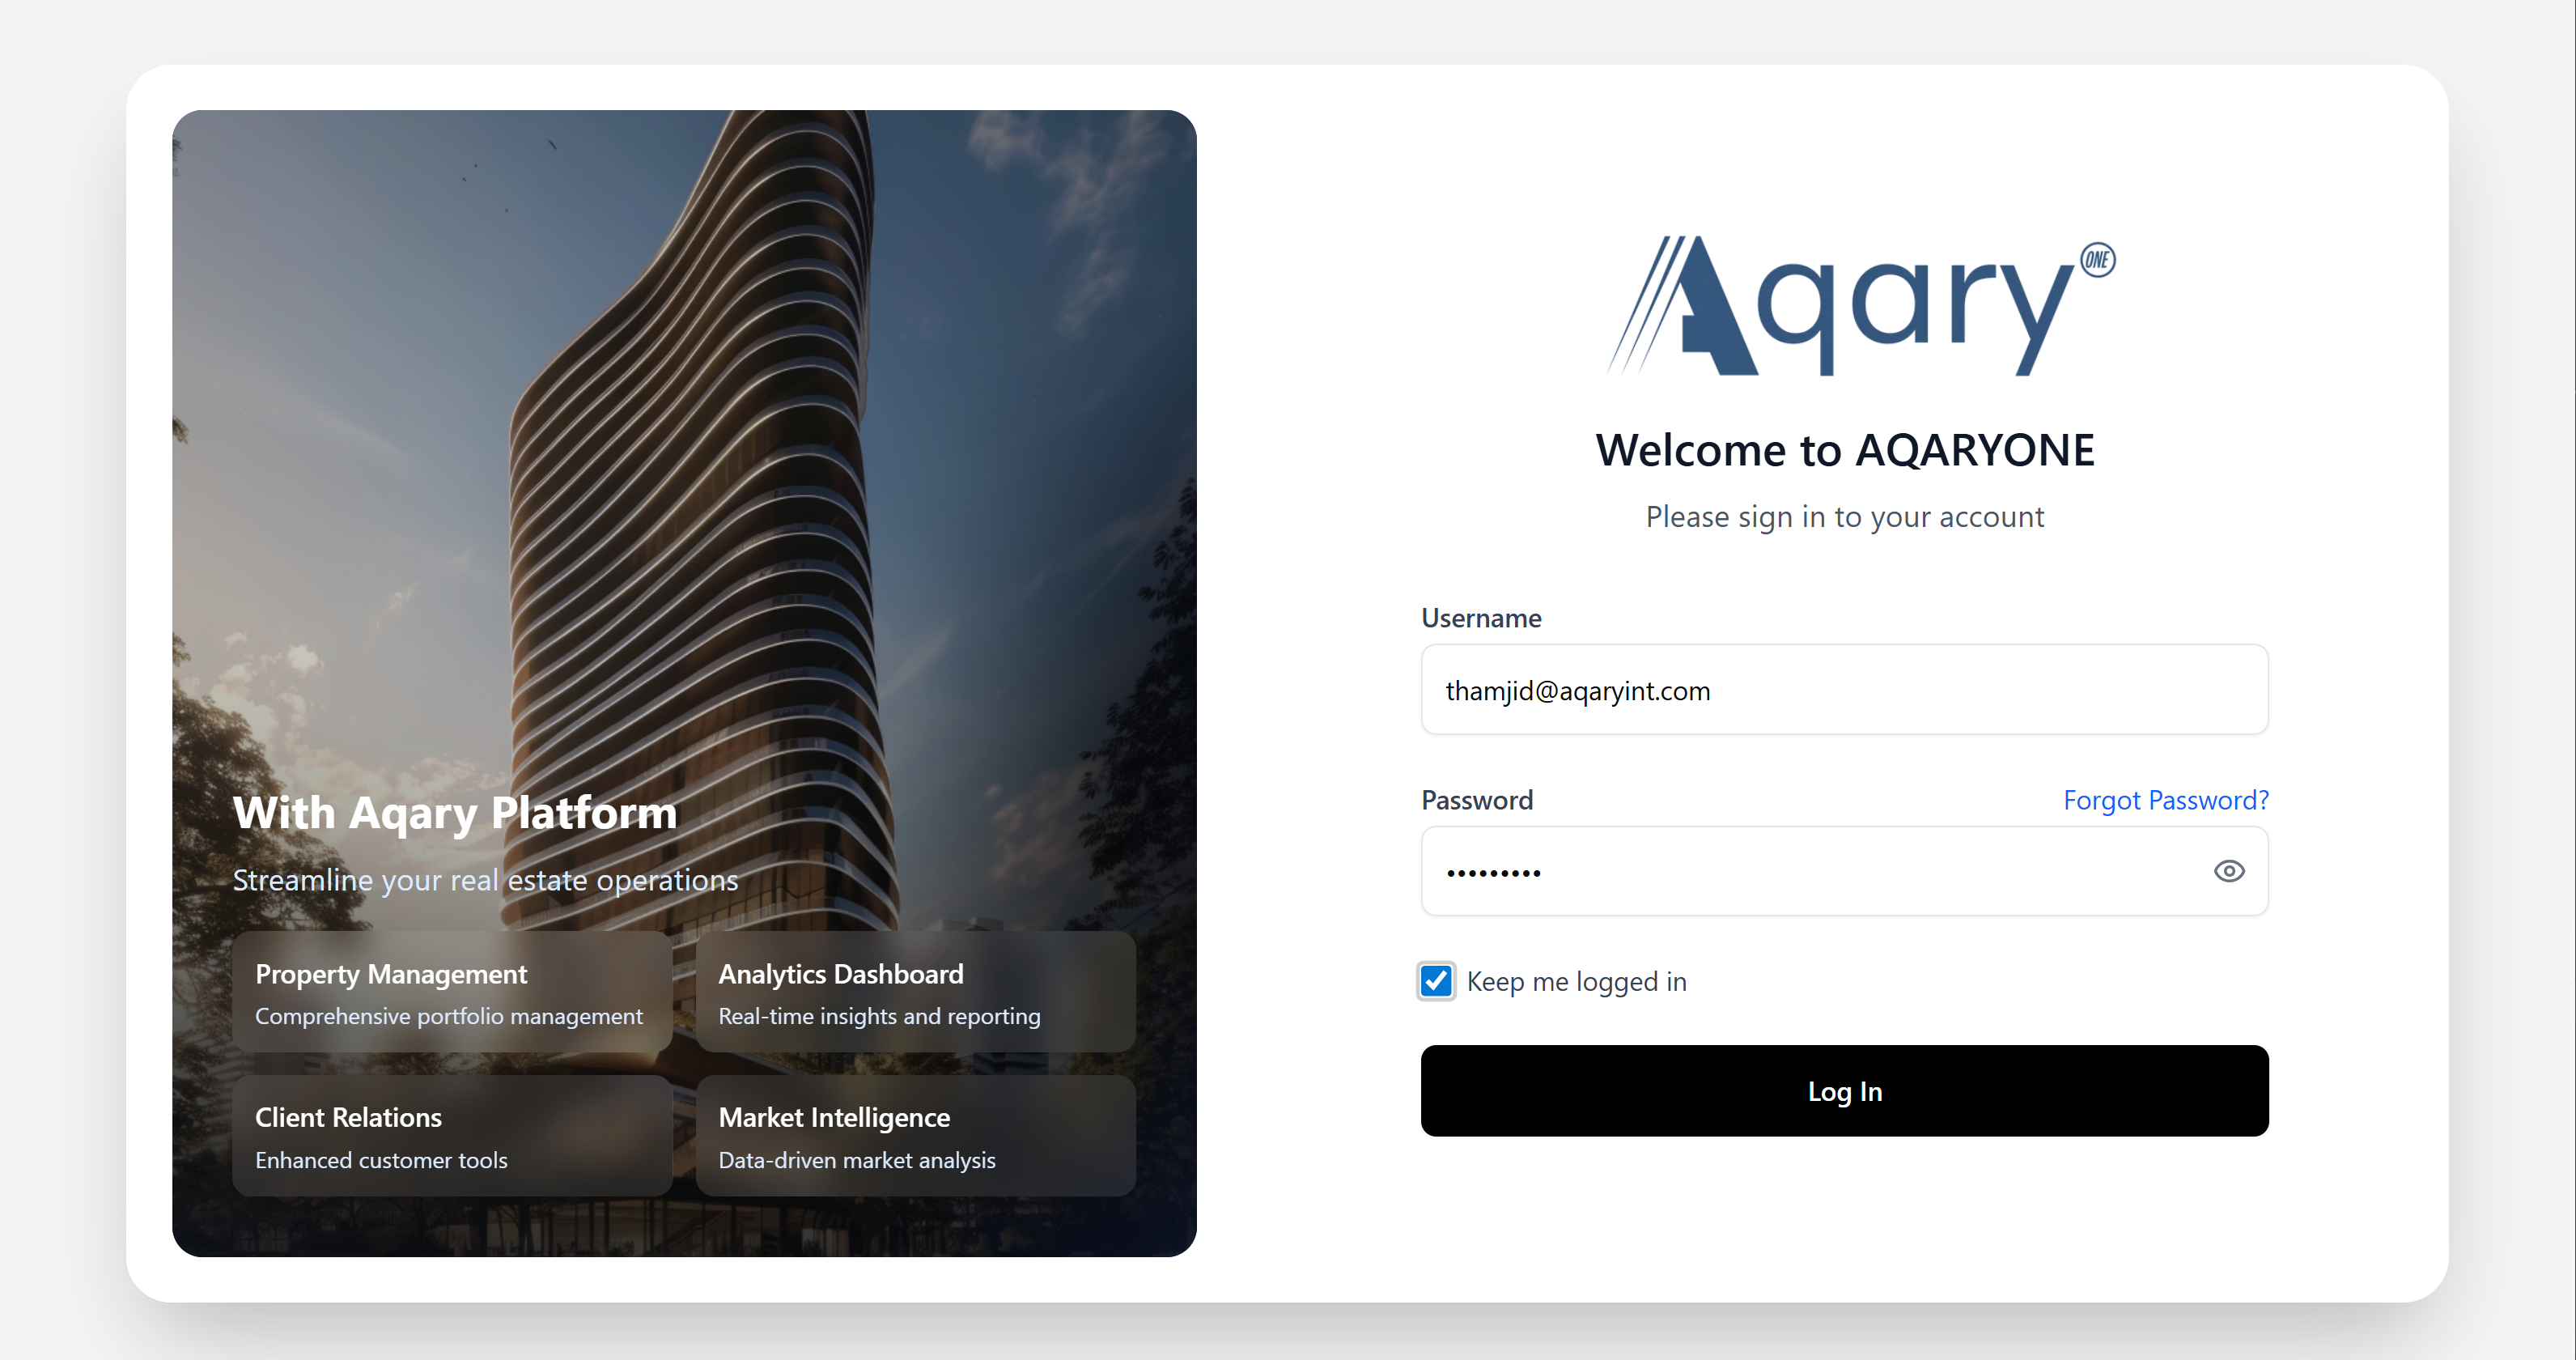 With Aqary Platform
Streamline your real estate operations
Property Management
Comprehensive portfolio management
Analytics Dashboard
Real-time insights and reporting
Client Relations
Enhanced customer tools
Market Intelligence
Data-driven market analysis
Aqary ONE
Welcome to AQARYONE
Please sign in to your account
Username
thamjid@aqaryint.com
Password Forgot Password?
•••••••••
Keep me logged in
Log In